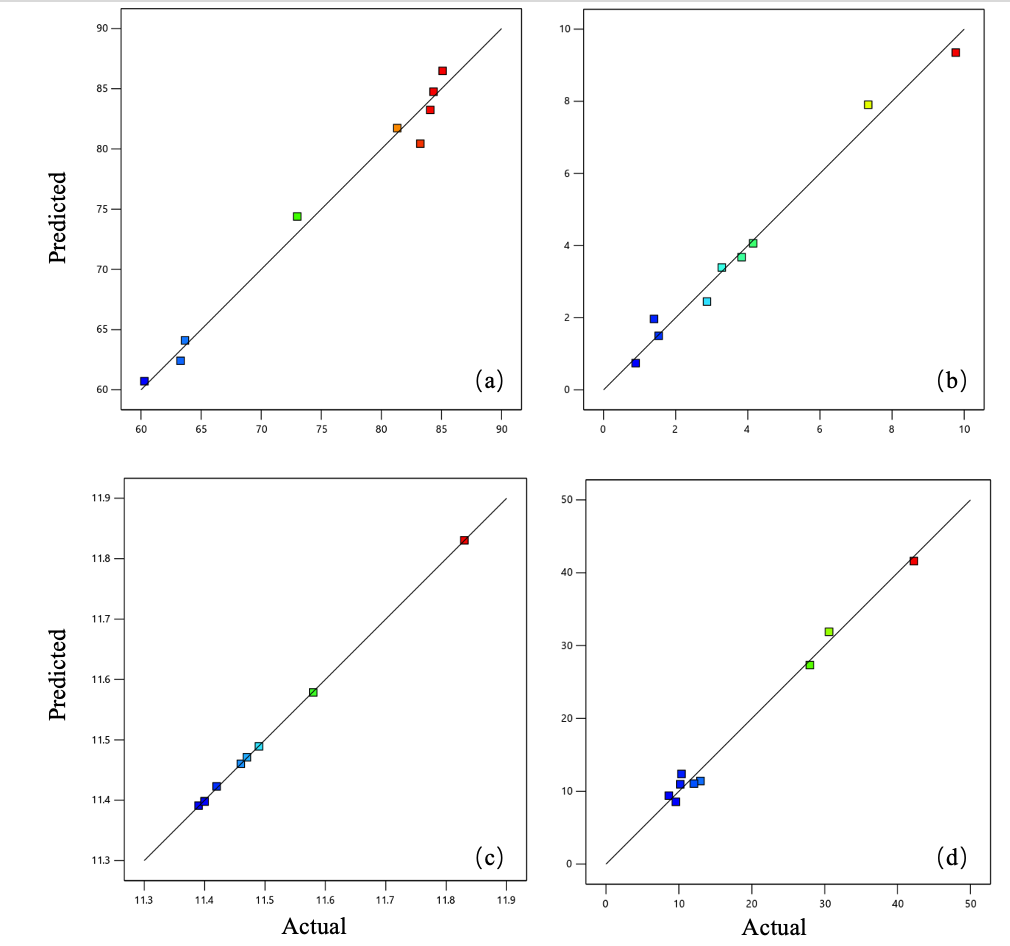 90
85
80
75
70
65
60
Predicted
(a)
60 65 70 75 80 85 90
10
8
6
4
2
0
(b)
0 2 4 6 8 10
11.9
11.8
11.7
11.6
11.5
11.4
11.3
Predicted
(c)
11.3 11.4 11.5 11.6 11.7 11.8 11.9
Actual
50
40
30
20
10
0
(d)
0 10 20 30 40 50
Actual